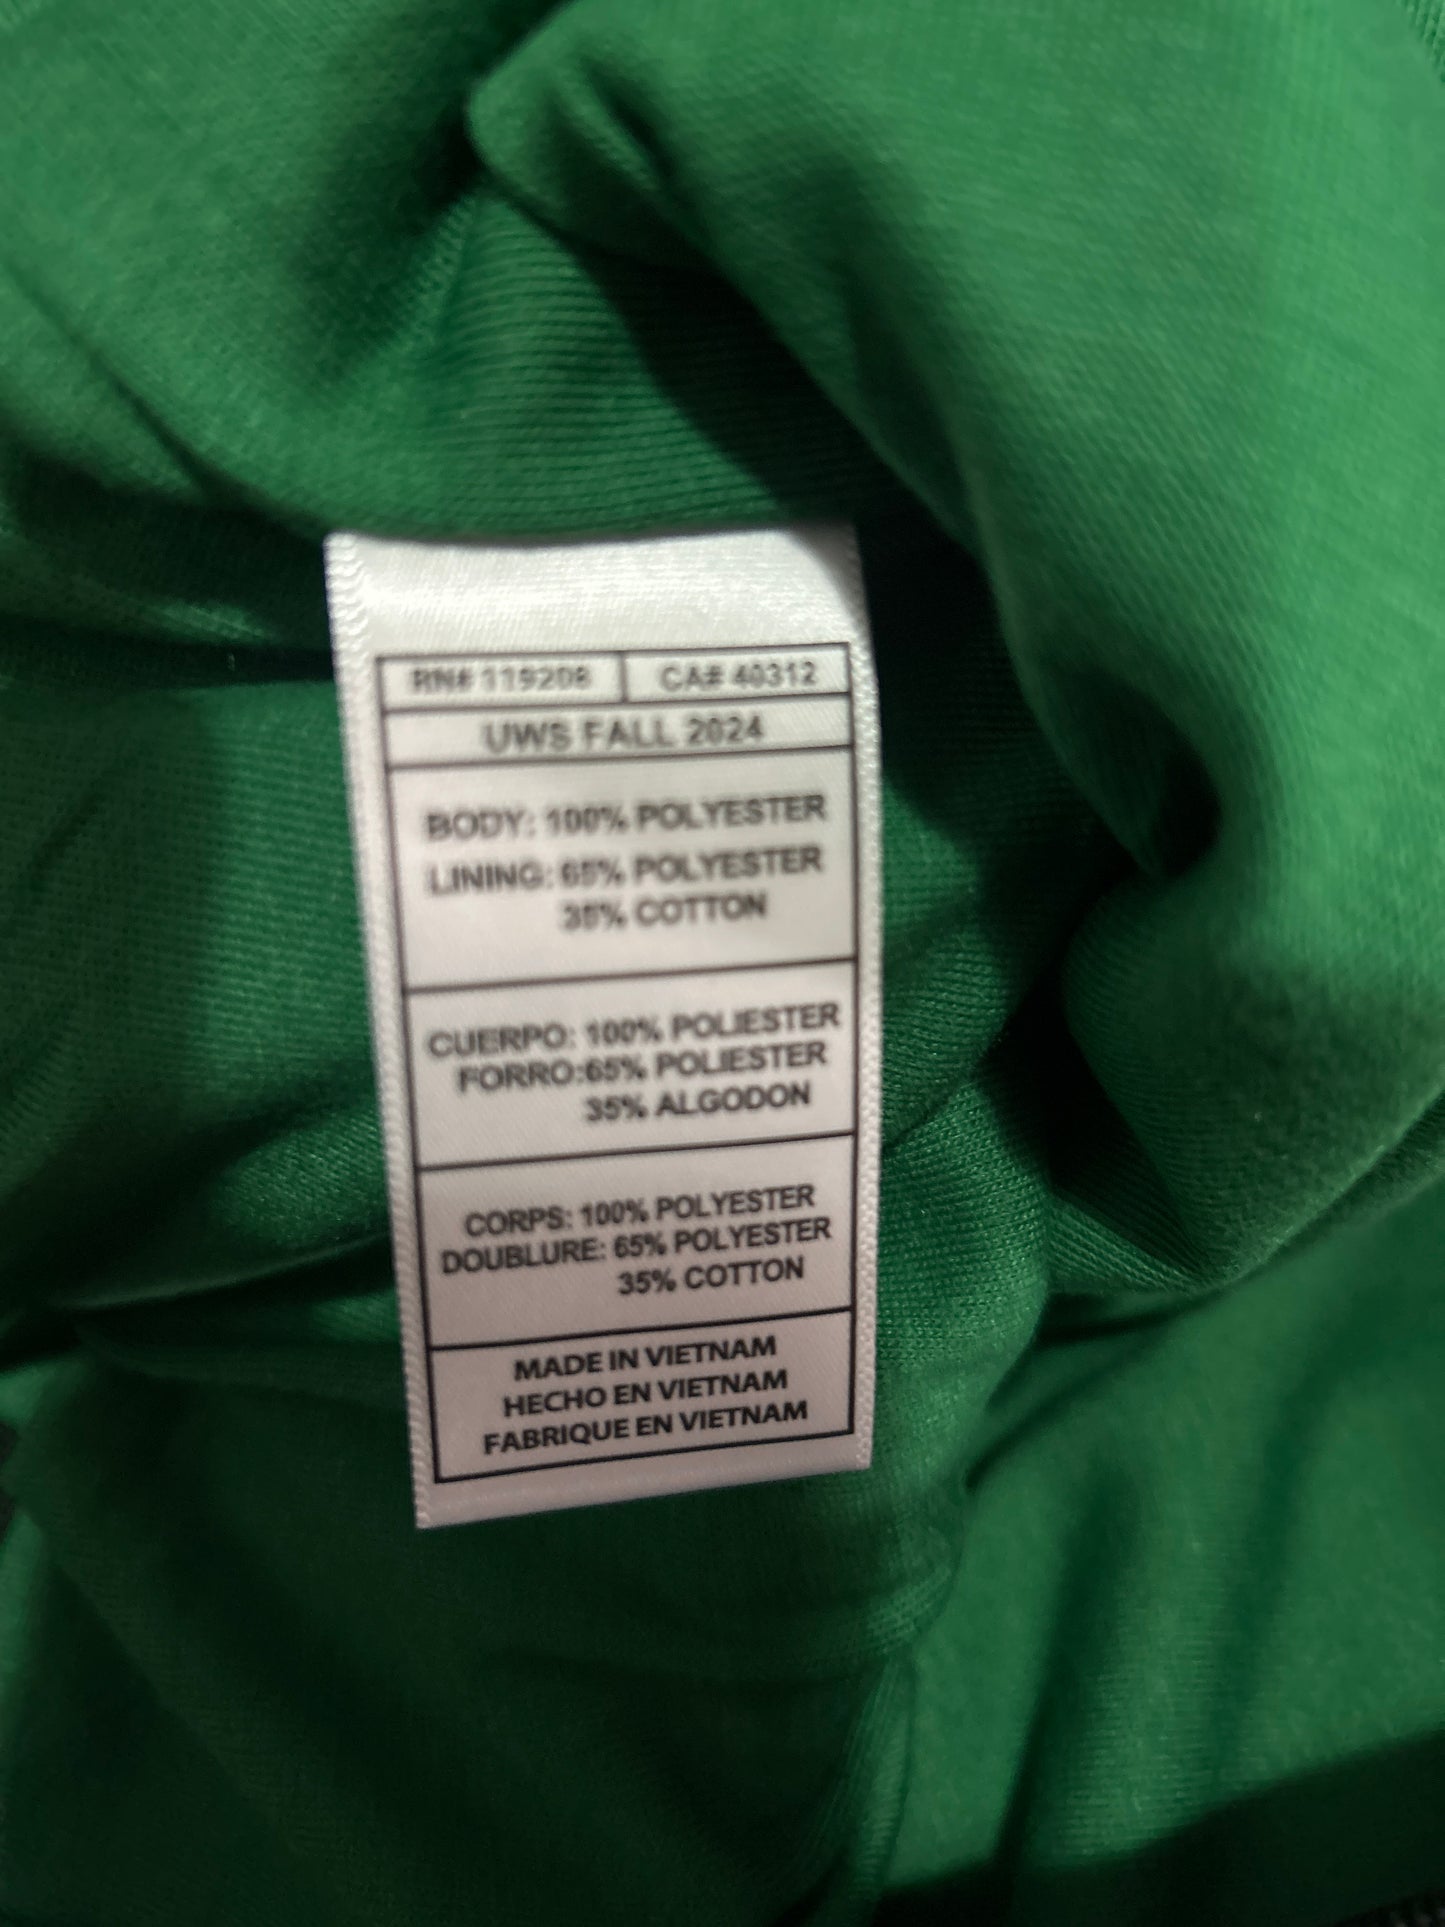 RN# 119208 CA# 40312
UWS FALL 2024
BODY: 100% POLYESTER
LINING: 65% POLYESTER
35% COTTON
CUERPO: 100% POLIESTER
FORRO:65% POLIESTER
35% ALGODON
CORPS: 100% POLYESTER
DOUBLURE: 65% POLYESTER
35% COTTON
MADE IN VIETNAM
HECHO EN VIETNAM
FABRIQUE EN VIETNAM